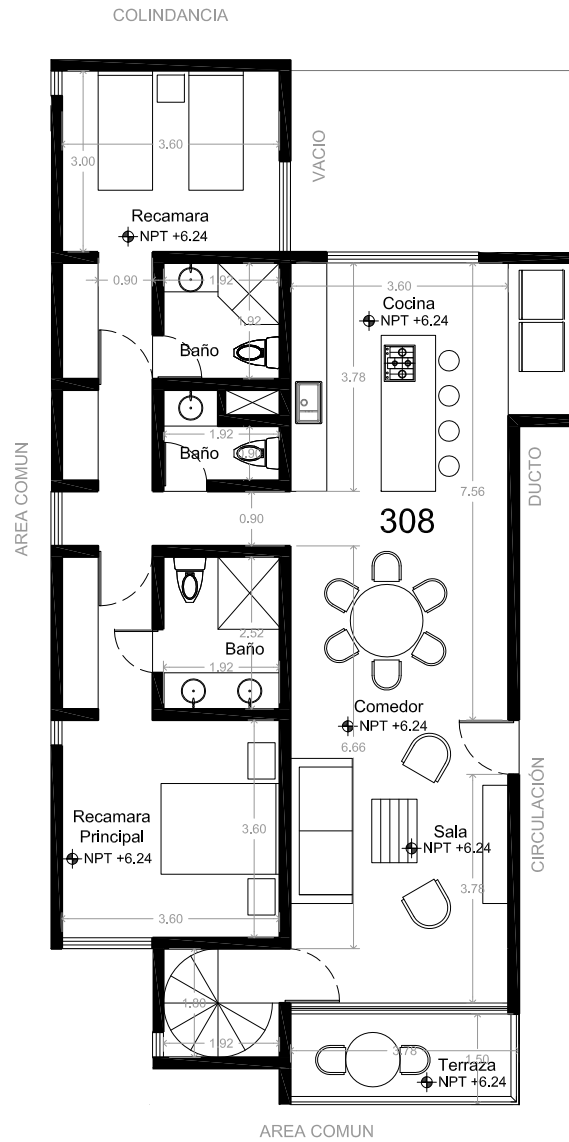 COLINDANCIA
VACIO
3.60
3.00
Recamara
NPT +6.24
0.90
1.92
1.92
Baño
3.60
Cocina
NPT +6.24
3.78
1.92
0.90
Baño
7.56
DUCTO
AREA COMUN
0.90
308
2.52
Baño
1.92
Comedor
NPT +6.24
6.66
CIRCULACIÓN
Recamara
Principal
NPT +6.24
3.60
3.60
Sala
NPT +6.24
3.78
1.80
1.92
3.78
1.50
Terraza
NPT +6.24
AREA COMUN